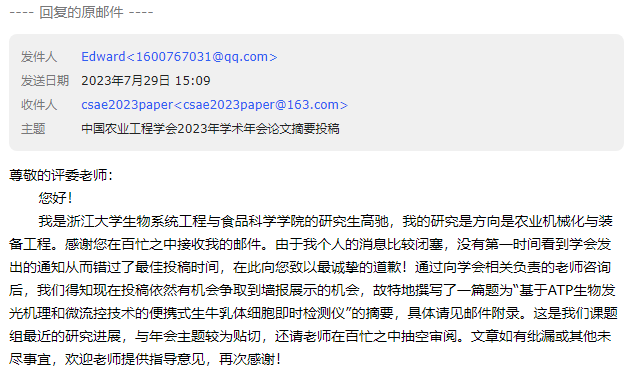 ---- 回复的原邮件 ----
发件人 Edward<1600767031@qq.com>
发送日期 2023年7月29日 15:09
收件人 csae2023paper<csae2023paper@163.com>
主题 中国农业工程学会2023年学术年会论文摘要投稿
尊敬的评委老师：
您好！
我是浙江大学生物系统工程与食品科学学院的研究生高驰，我的研究是方向是农业机械化与装
备工程。感谢您在百忙之中接收我的邮件。由于我个人的消息比较闭塞，没有第一时间看到学会发
出的通知从而错过了最佳投稿时间，在此向您致以最诚挚的道歉！通过向学会相关负责的老师咨询
后，我们得知现在投稿依然有机会争取到墙报展示的机会，故特地撰写了一篇题为“基于ATP生物发
光机理和微流控技术的便携式生牛乳体细胞即时检测仪”的摘要，具体请见邮件附录。这是我们课题
组最近的研究进展，与年会主题较为贴切，还请老师在百忙之中抽空审阅。文章如有纰漏或其他未
尽事宜，欢迎老师提供指导意见，再次感谢！